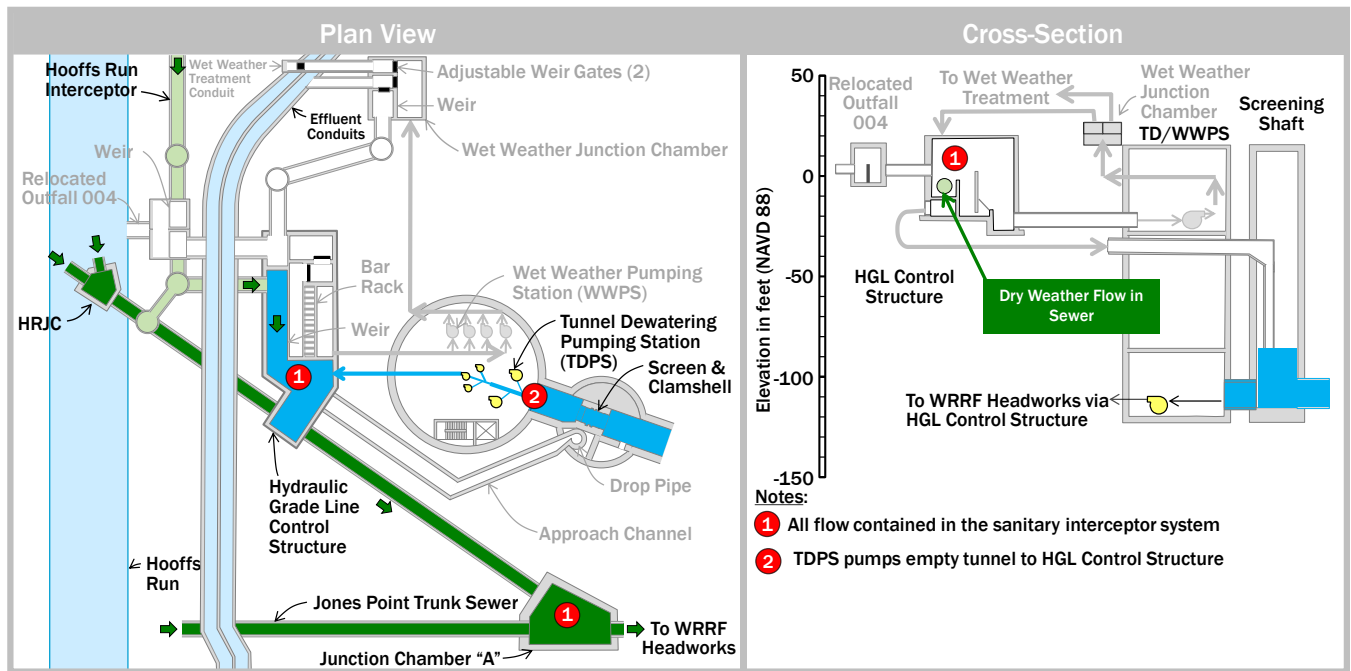 Plan View
Hooffs Run
Interceptor
Wet Weather
Treatment
Conduit
Adjustable Weir Gates (2)
Weir
Effluent
Conduits
Wet Weather Junction Chamber
Weir
Relocated
Outfall 004
Bar
Rack
Wet Weather Pumping
Station (WWPS)
HRJC
Weir
Tunnel Dewatering
Pumping Station
(TDPS)
Screen &
Clamshell
1
2
Drop Pipe
Hydraulic
Grade Line
Control
Structure
Approach Channel
Hooffs
Run
Jones Point Trunk Sewer
1
To WRRF
Headworks
Junction Chamber "A"
Cross-Section
Elevation in feet (NAVD 88)
50
0
-50
-100
-150
Relocated
Outfall
004
To Wet Weather
Treatment
Wet Weather
Junction
Chamber
TD/WWPS
Screening
Shaft
1
HGL Control
Structure
Dry Weather Flow in
Sewer
To WRRF Headworks via
HGL Control Structure
Notes:
1 All flow contained in the sanitary interceptor system
2 TDPS pumps empty tunnel to HGL Control Structure